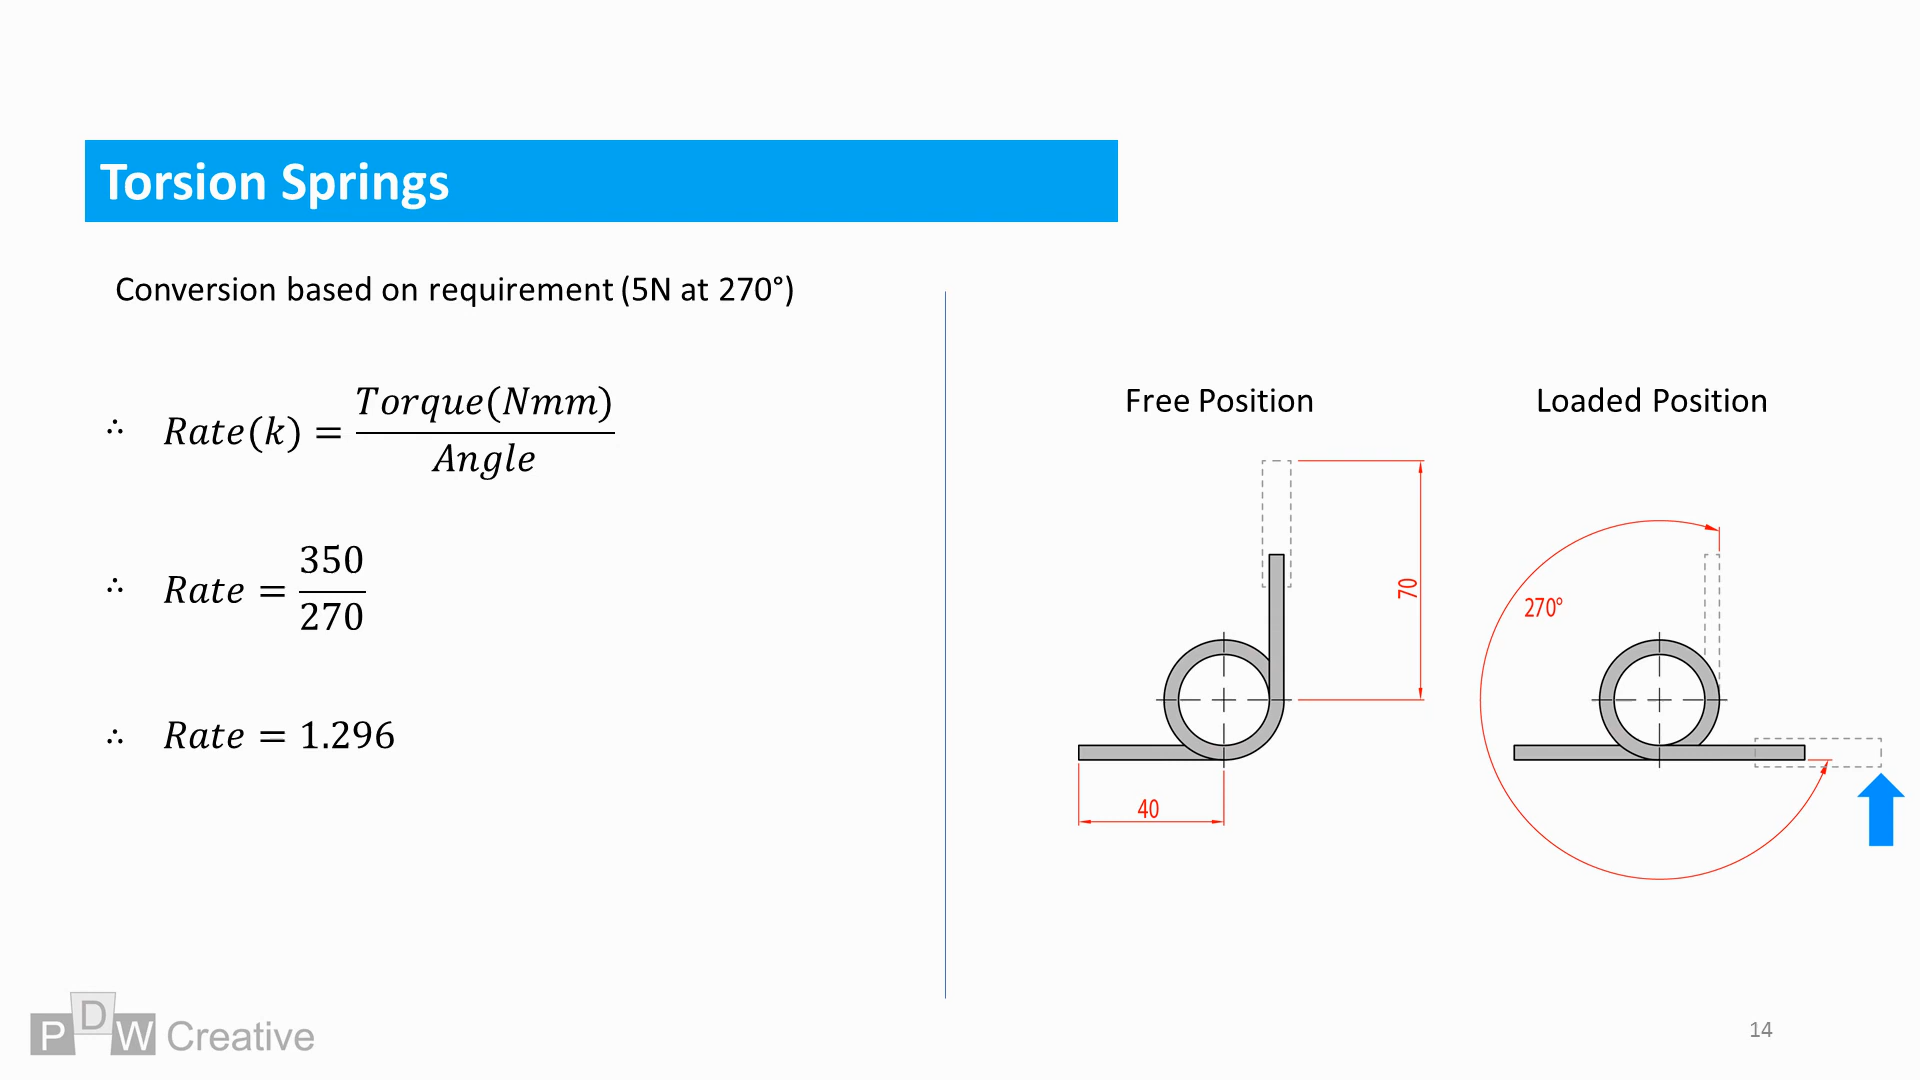 Torsion Springs
Conversion based on requirement (5N at 270°)
∴ Rate(k) = Torque(Nmm) / Angle
∴ Rate = 350 / 270
∴ Rate = 1.296
Free Position
Loaded Position
70
40
270°
PDW Creative
14